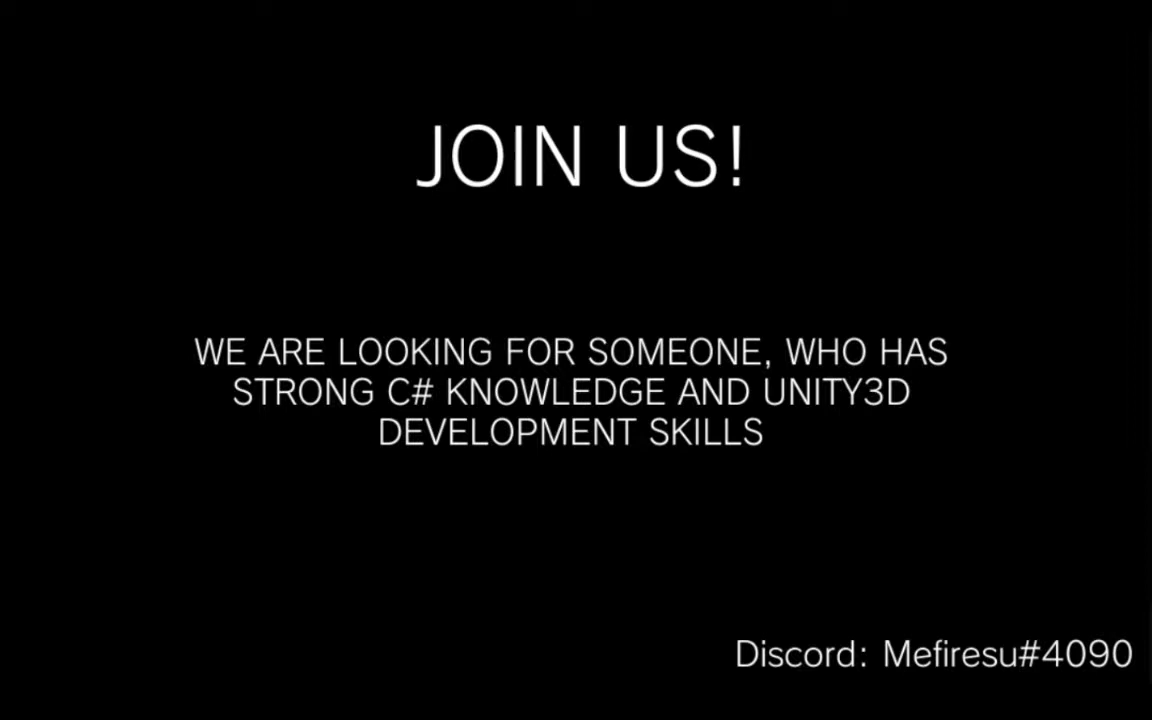 JOIN US!
WE ARE LOOKING FOR SOMEONE, WHO HAS
STRONG C# KNOWLEDGE AND UNITY3D
DEVELOPMENT SKILLS
Discord: Mefiresu#4090